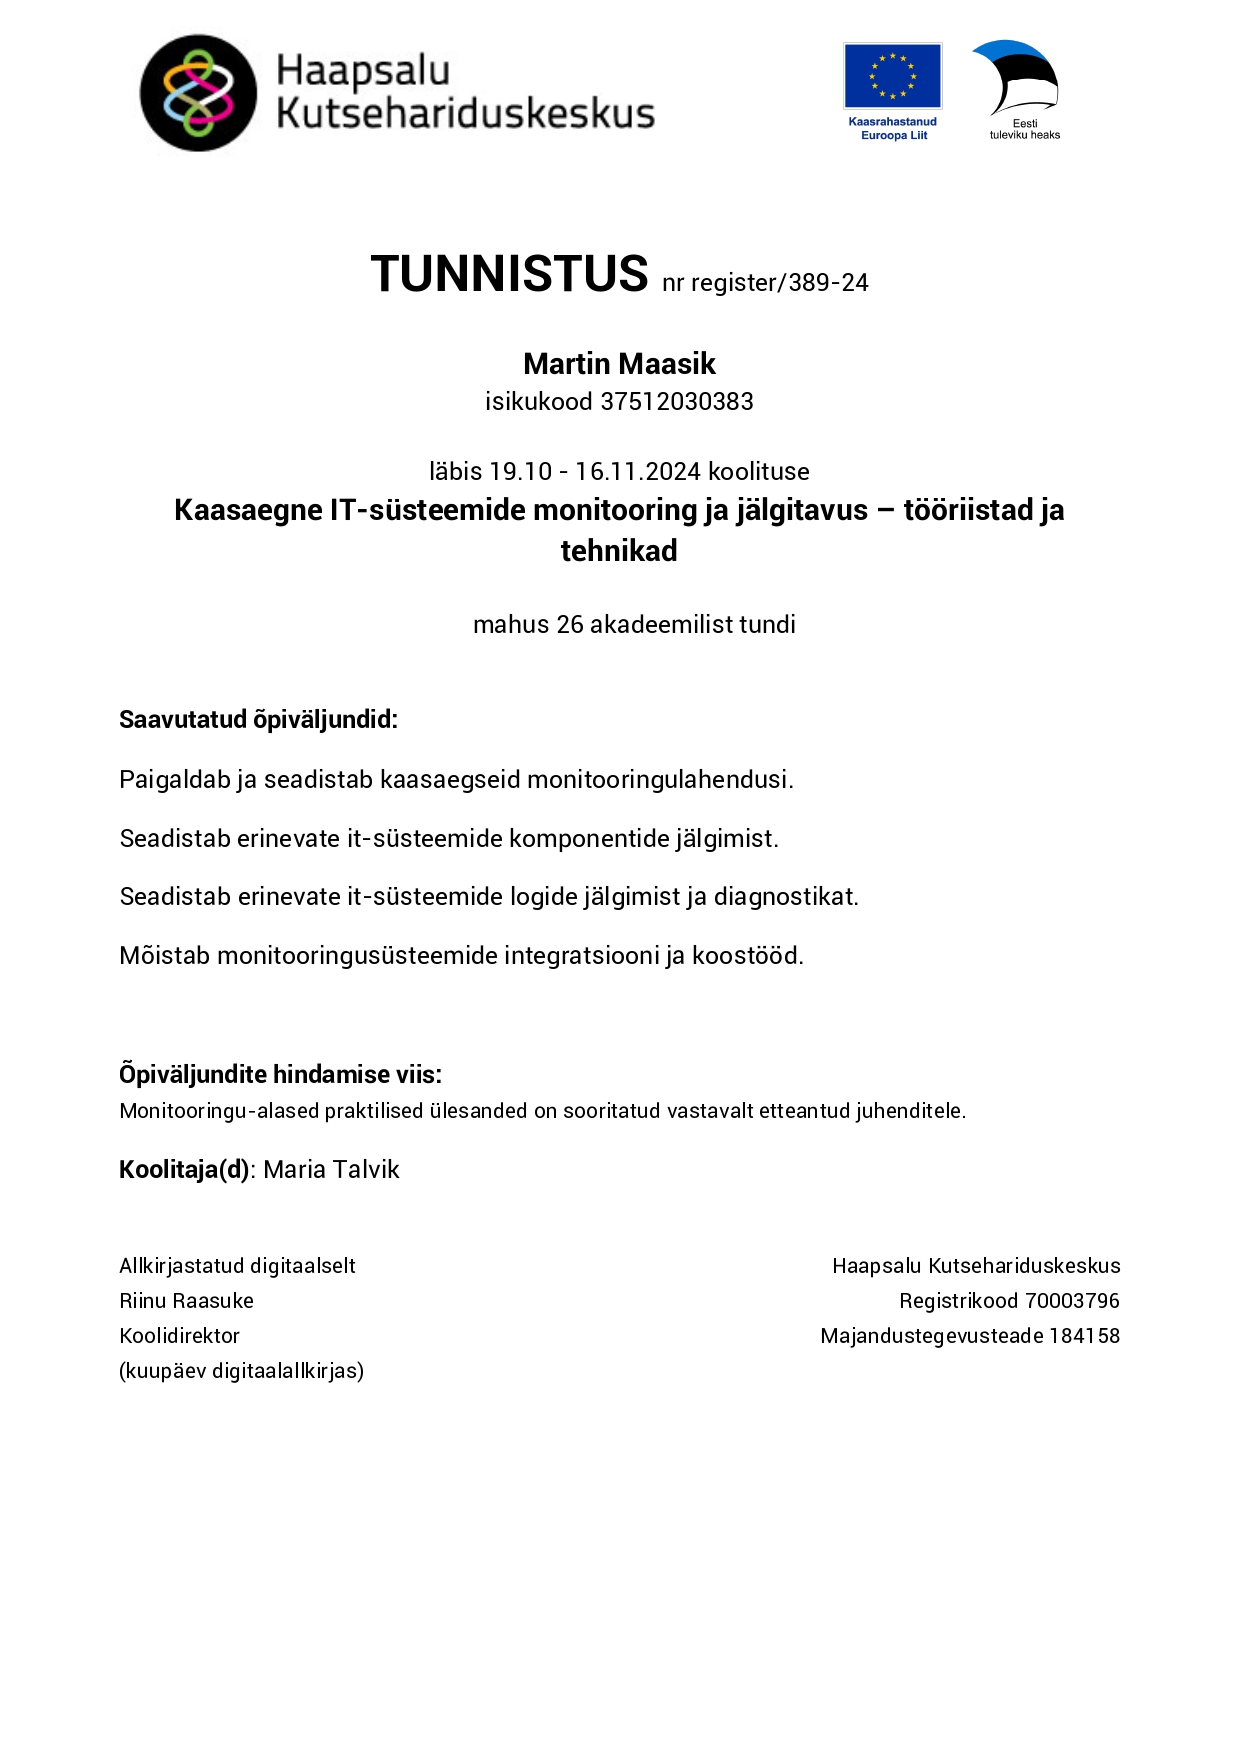 Haapsalu
Kutsehariduskeskus
Kaasrahastanud
Euroopa Liit
Eesti
tuleviku heaks
TUNNISTUS nr register/389-24
Martin Maasik
isikukood 37512030383
läbis 19.10 - 16.11.2024 koolituse
Kaasaegne IT-süsteemide monitooring ja jälgitavus – tööriistad ja
tehnikad
mahus 26 akadeemilist tundi
Saavutatud õpiväljundid:
Paigaldab ja seadistab kaasaegseid monitooringulahendusi.
Seadistab erinevate it-süsteemide komponentide jälgimist.
Seadistab erinevate it-süsteemide logide jälgimist ja diagnostikat.
Mõistab monitooringusüsteemide integratsiooni ja koostööd.
Õpiväljundite hindamise viis:
Monitooringu-alased praktilised ülesanded on sooritatud vastavalt etteantud juhenditele.
Koolitaja(d): Maria Talvik
Allkirjastatud digitaalselt
Riinu Raasuke
Koolidirektor
(kuupäev digitaalallkirjas)
Haapsalu Kutsehariduskeskus
Registrikood 70003796
Majandustegevusteade 184158